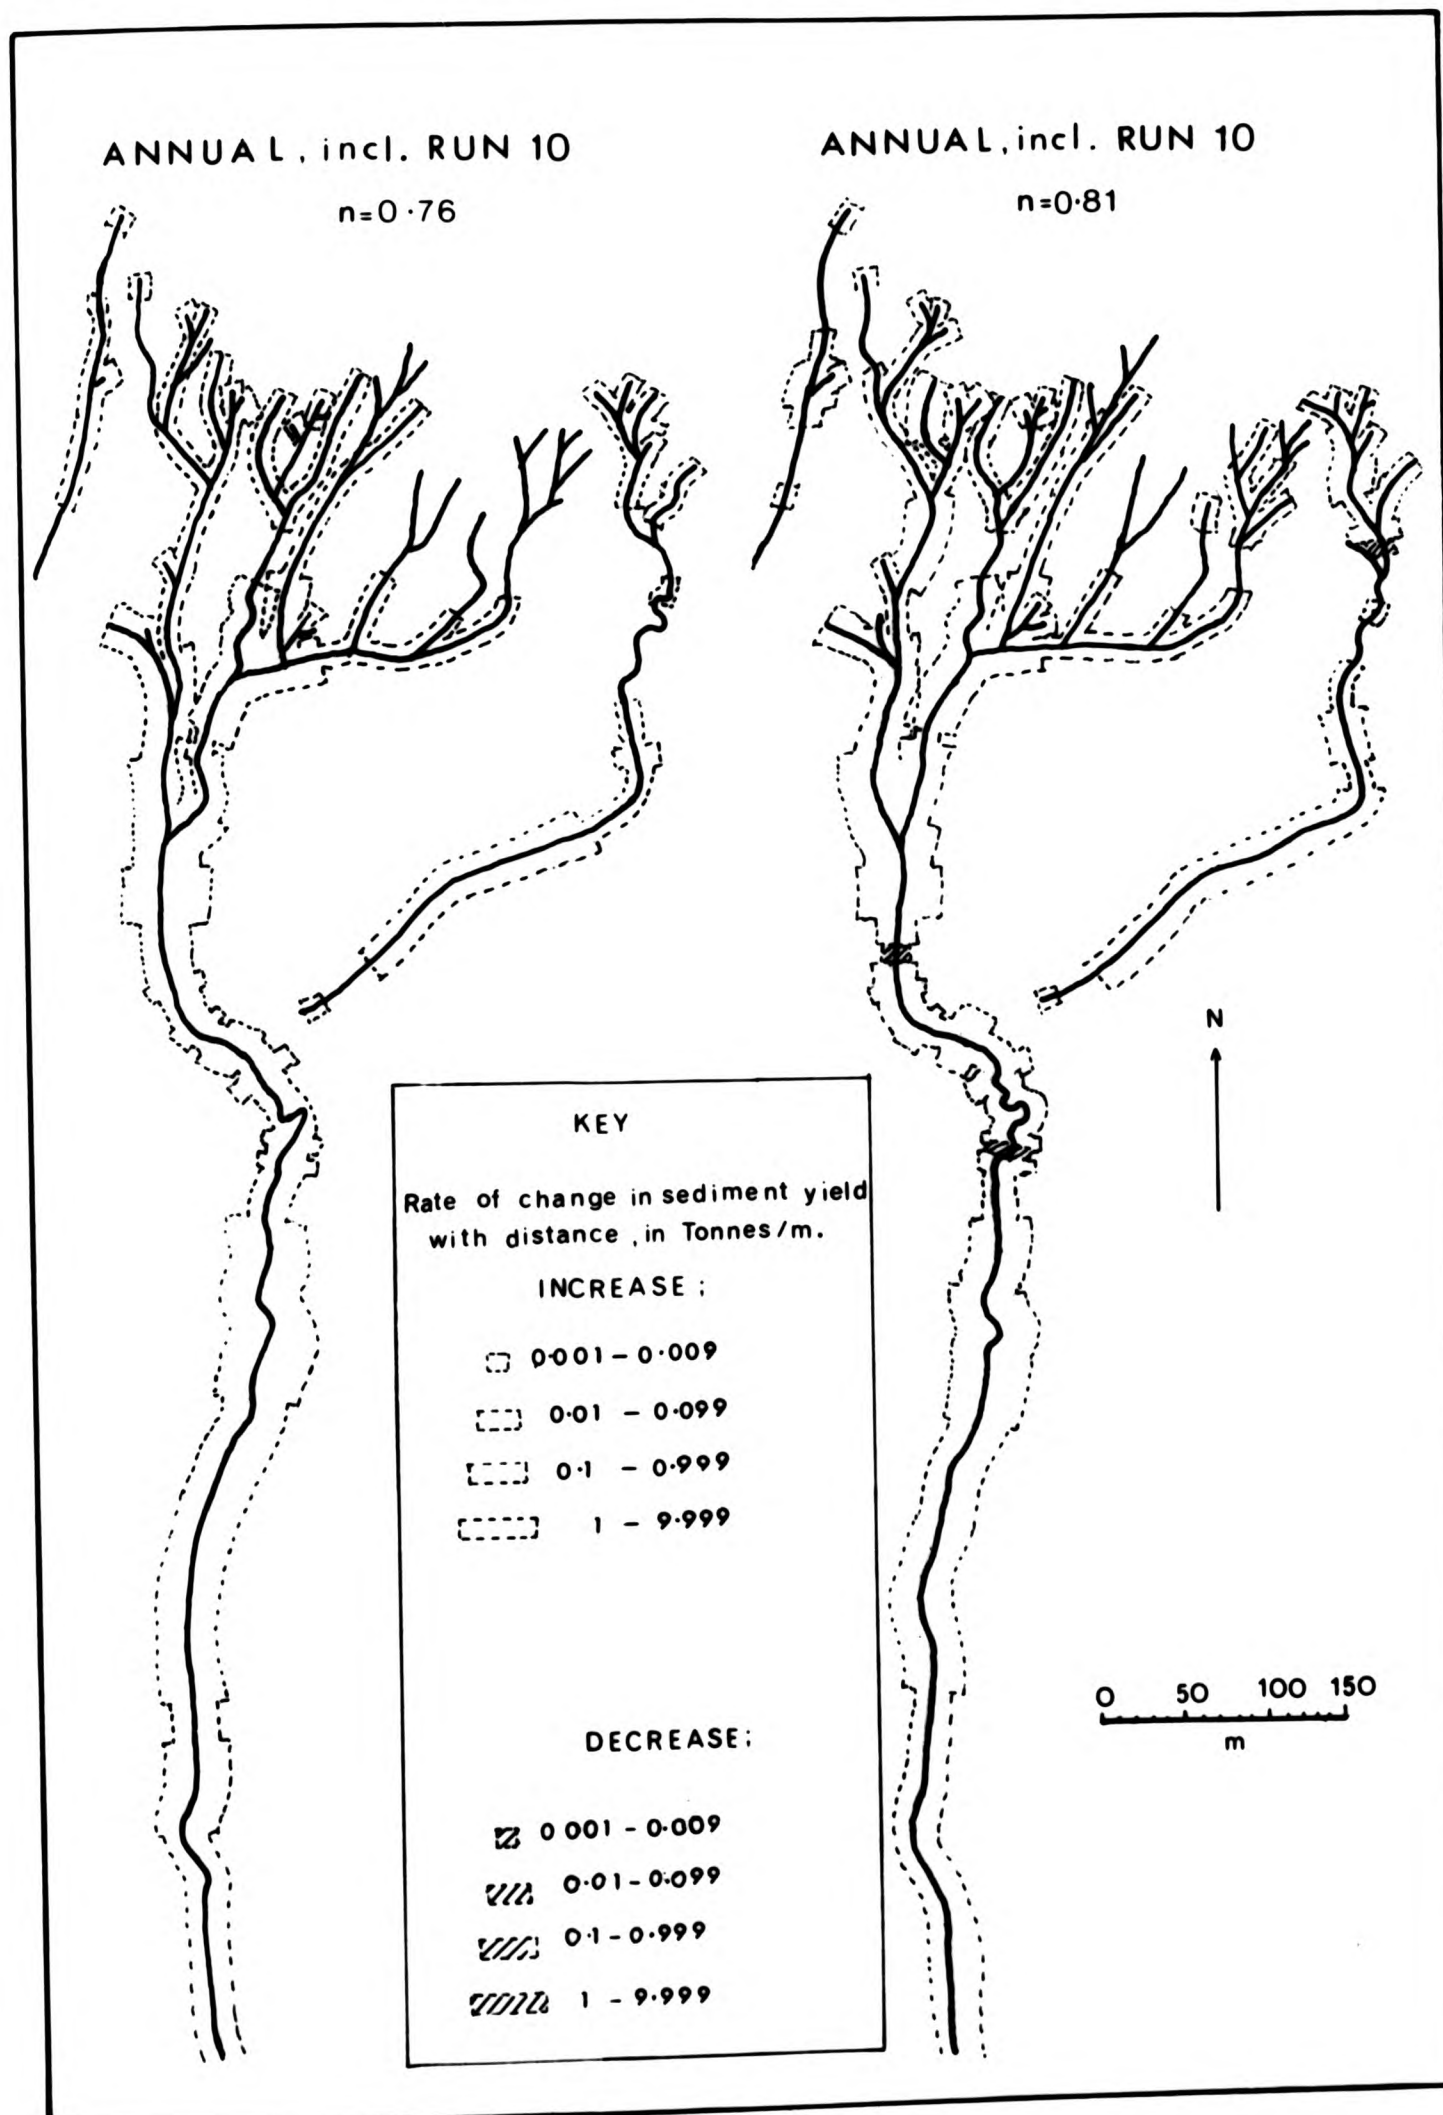 ANNUAL, incl. RUN 10
n=0·76
ANNUAL, incl. RUN 10
n=0·81
N
KEY
Rate of change in sediment yield
with distance, in Tonnes/m.
INCREASE;
0·001 – 0·009
0·01 – 0·099
0·1 – 0·999
1 – 9·999
DECREASE;
0 001 – 0·009
0·01 – 0·099
0·1 – 0·999
1 – 9·999
0 50 100 150
m